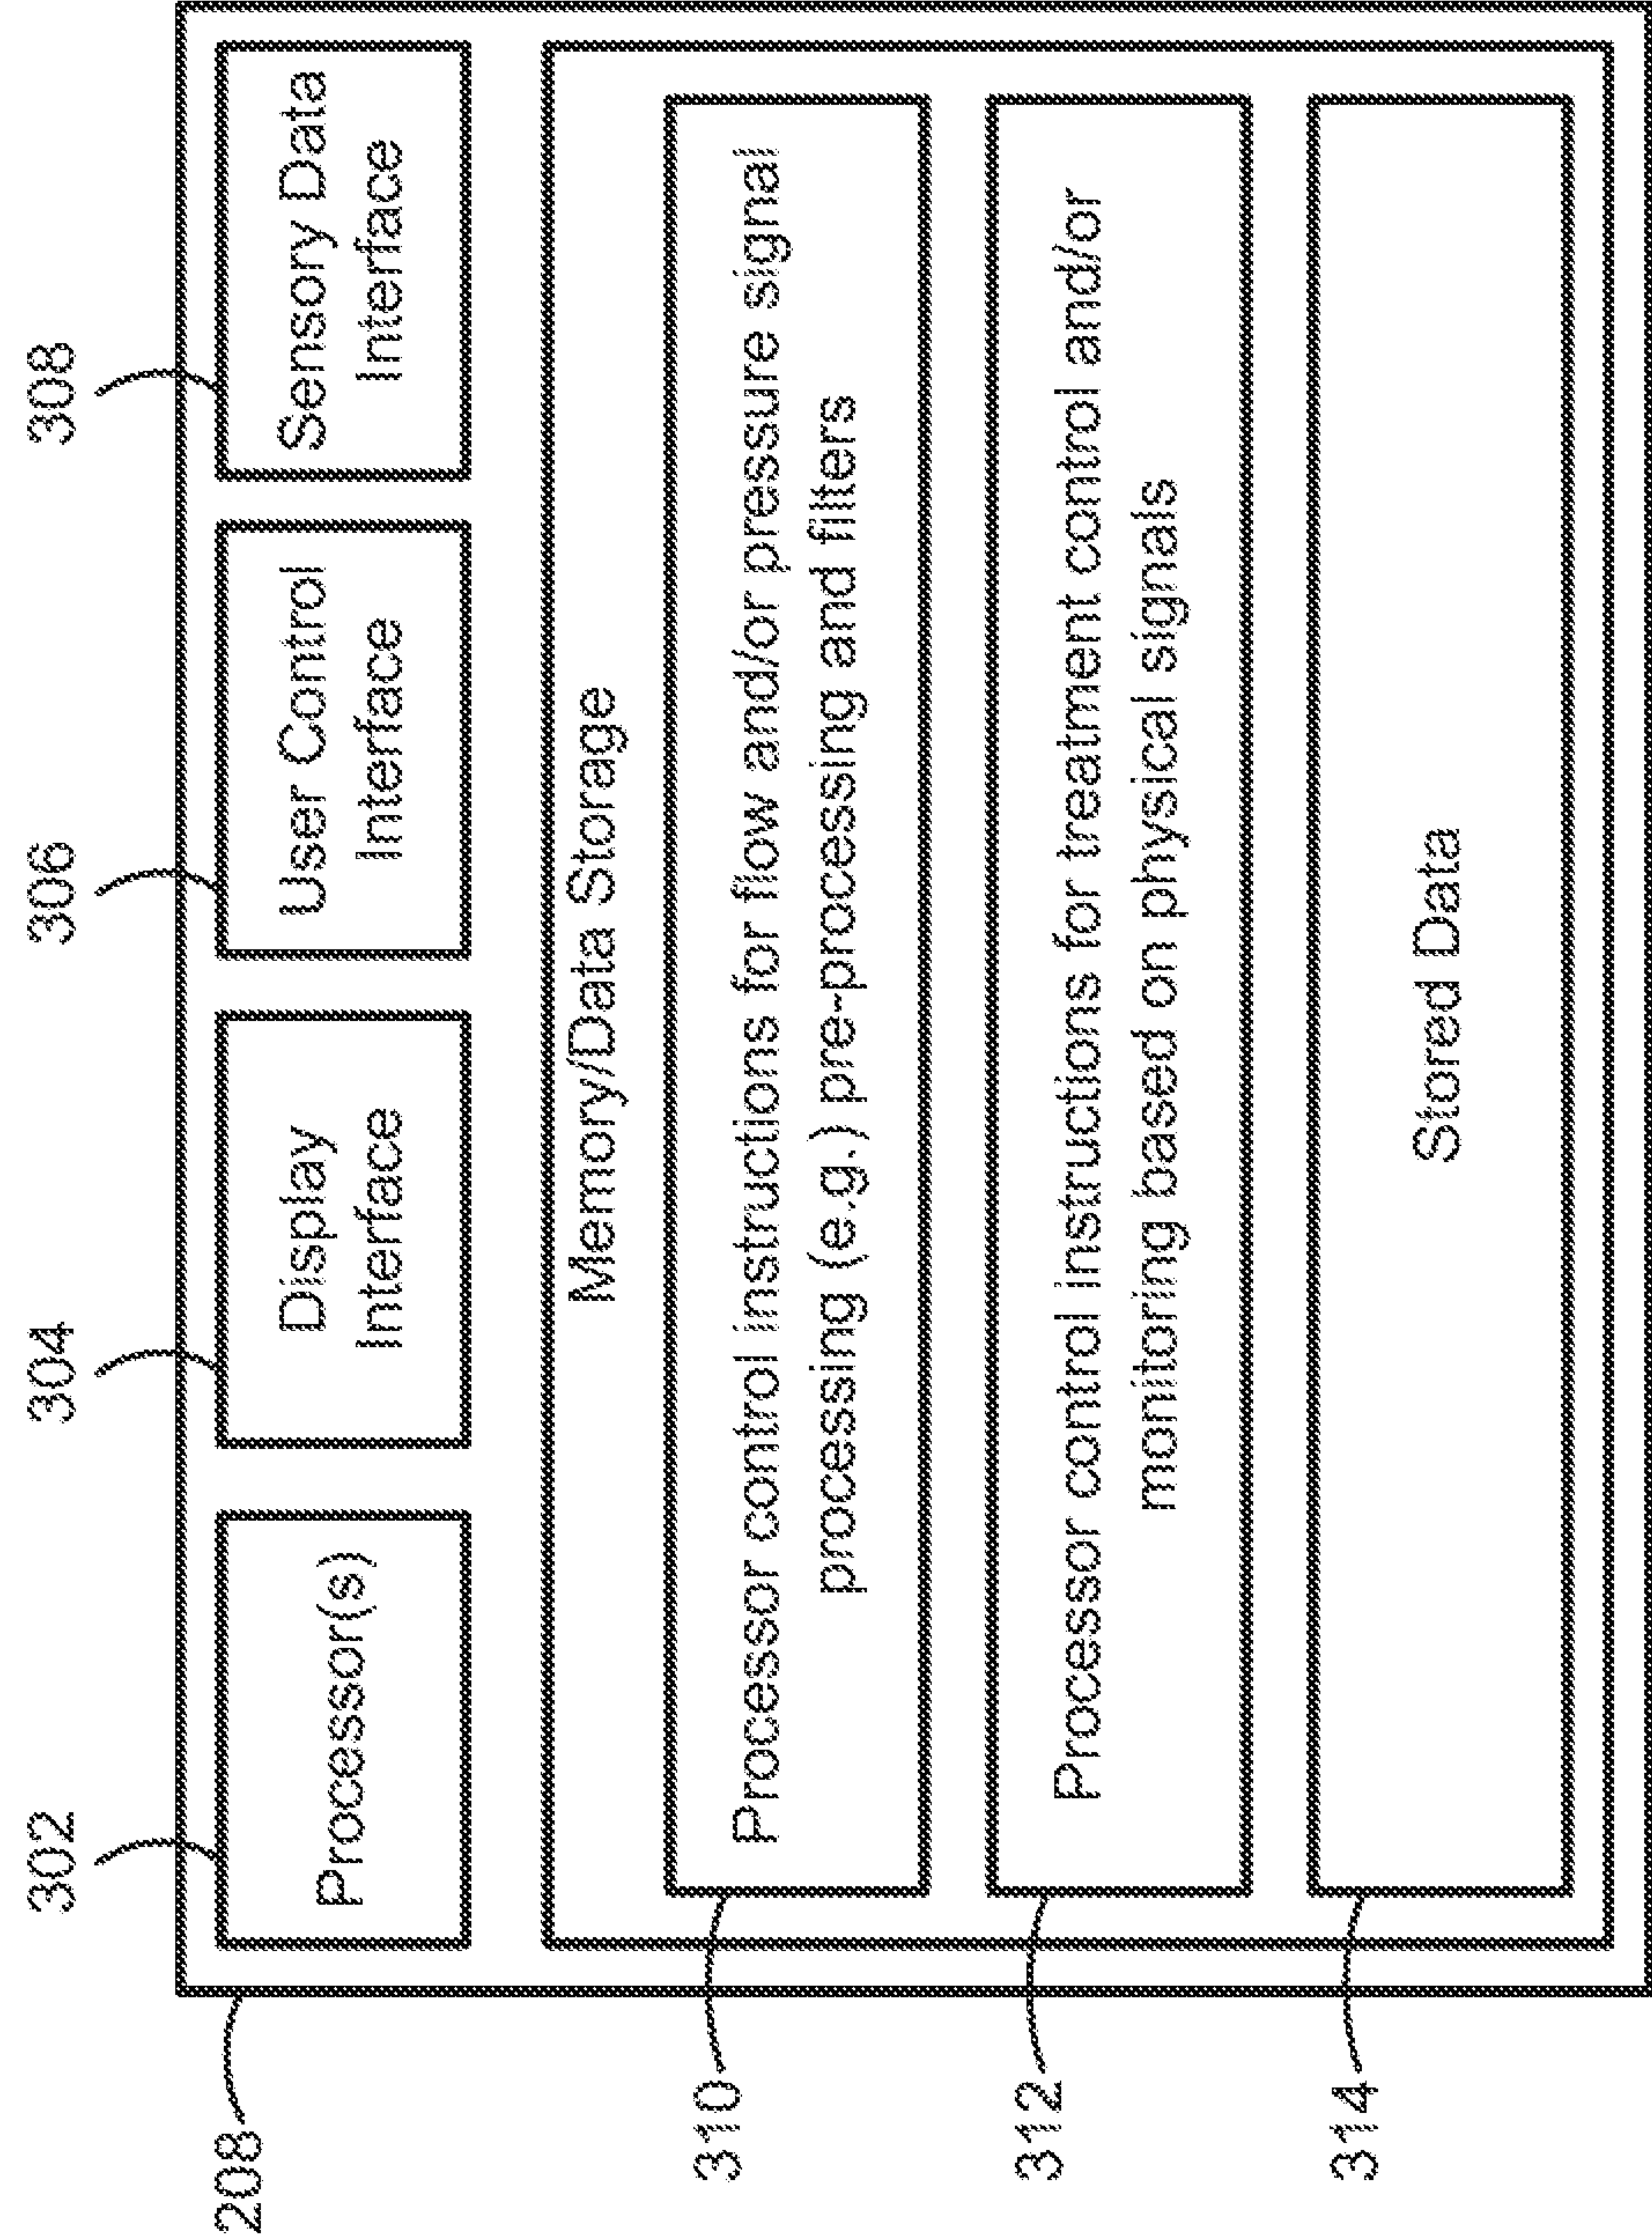 302
304
306
308
208
Processor(s)
Display
Interface
User Control
Interface
Sensory Data
Interface
Memory/Data Storage
310
Processor control instructions for flow and/or pressure signal
processing (e.g.) pre-processing and filters
312
Processor control instructions for treatment control and/or
monitoring based on physical signals
314
Stored Data